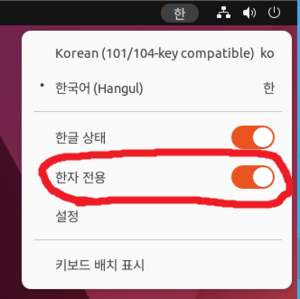 한
Korean (101/104-key compatible) ko
• 한국어 (Hangul) 한
한글 상태
한자 전용
설정
키보드 배치 표시